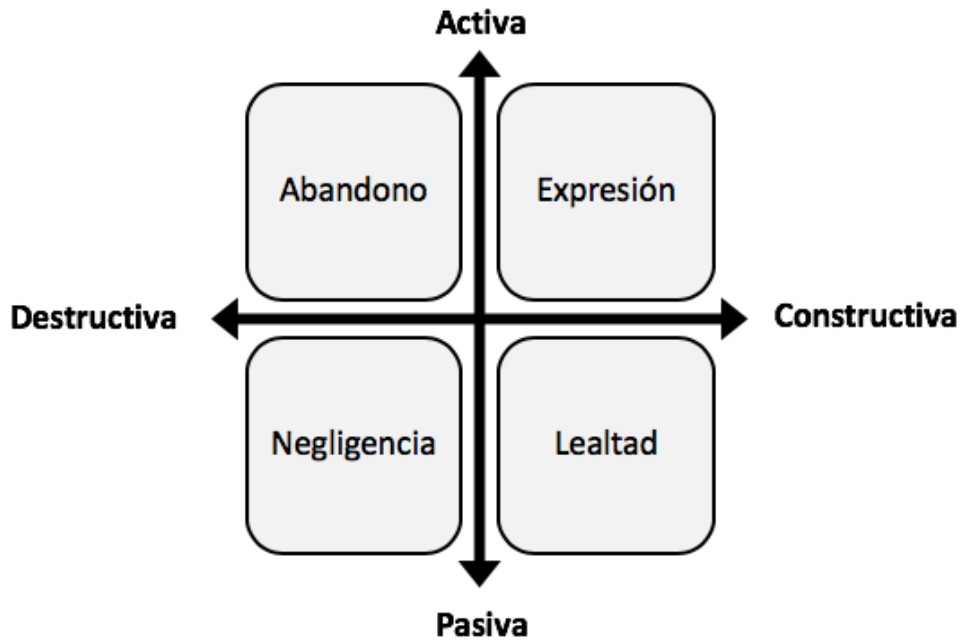 Activa
Abandono
Expresión
Destructiva
Constructiva
Negligencia
Lealtad
Pasiva